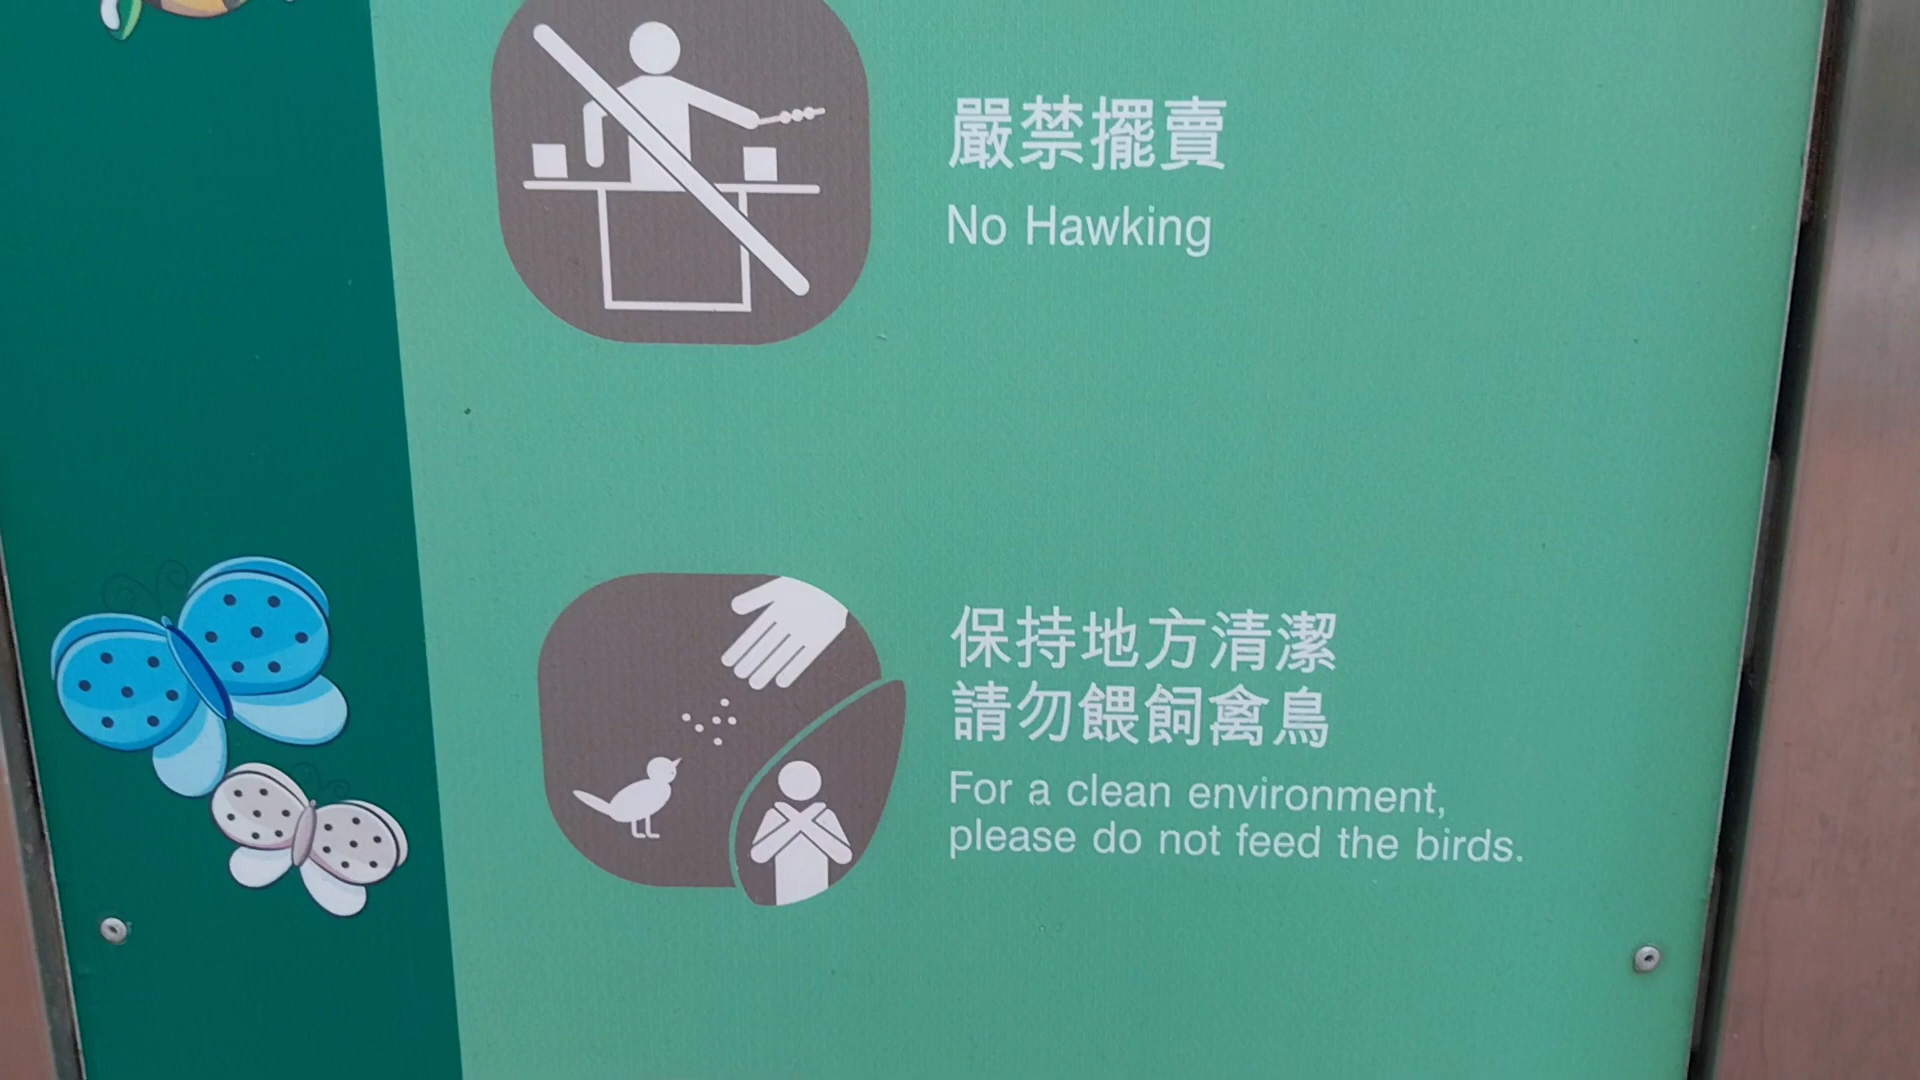 嚴禁擺賣
No Hawking
保持地方清潔
請勿餵飼禽鳥
For a clean environment,
please do not feed the birds.